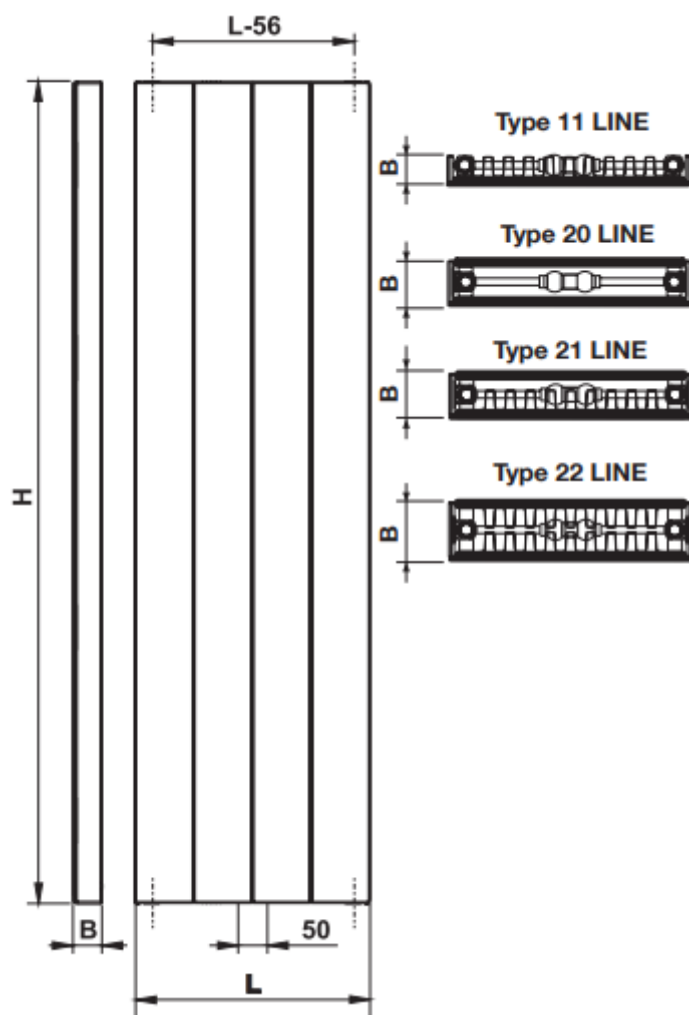 L-56
Type 11 LINE
B
Type 20 LINE
B
Type 21 LINE
B
Type 22 LINE
B
H
B
50
L